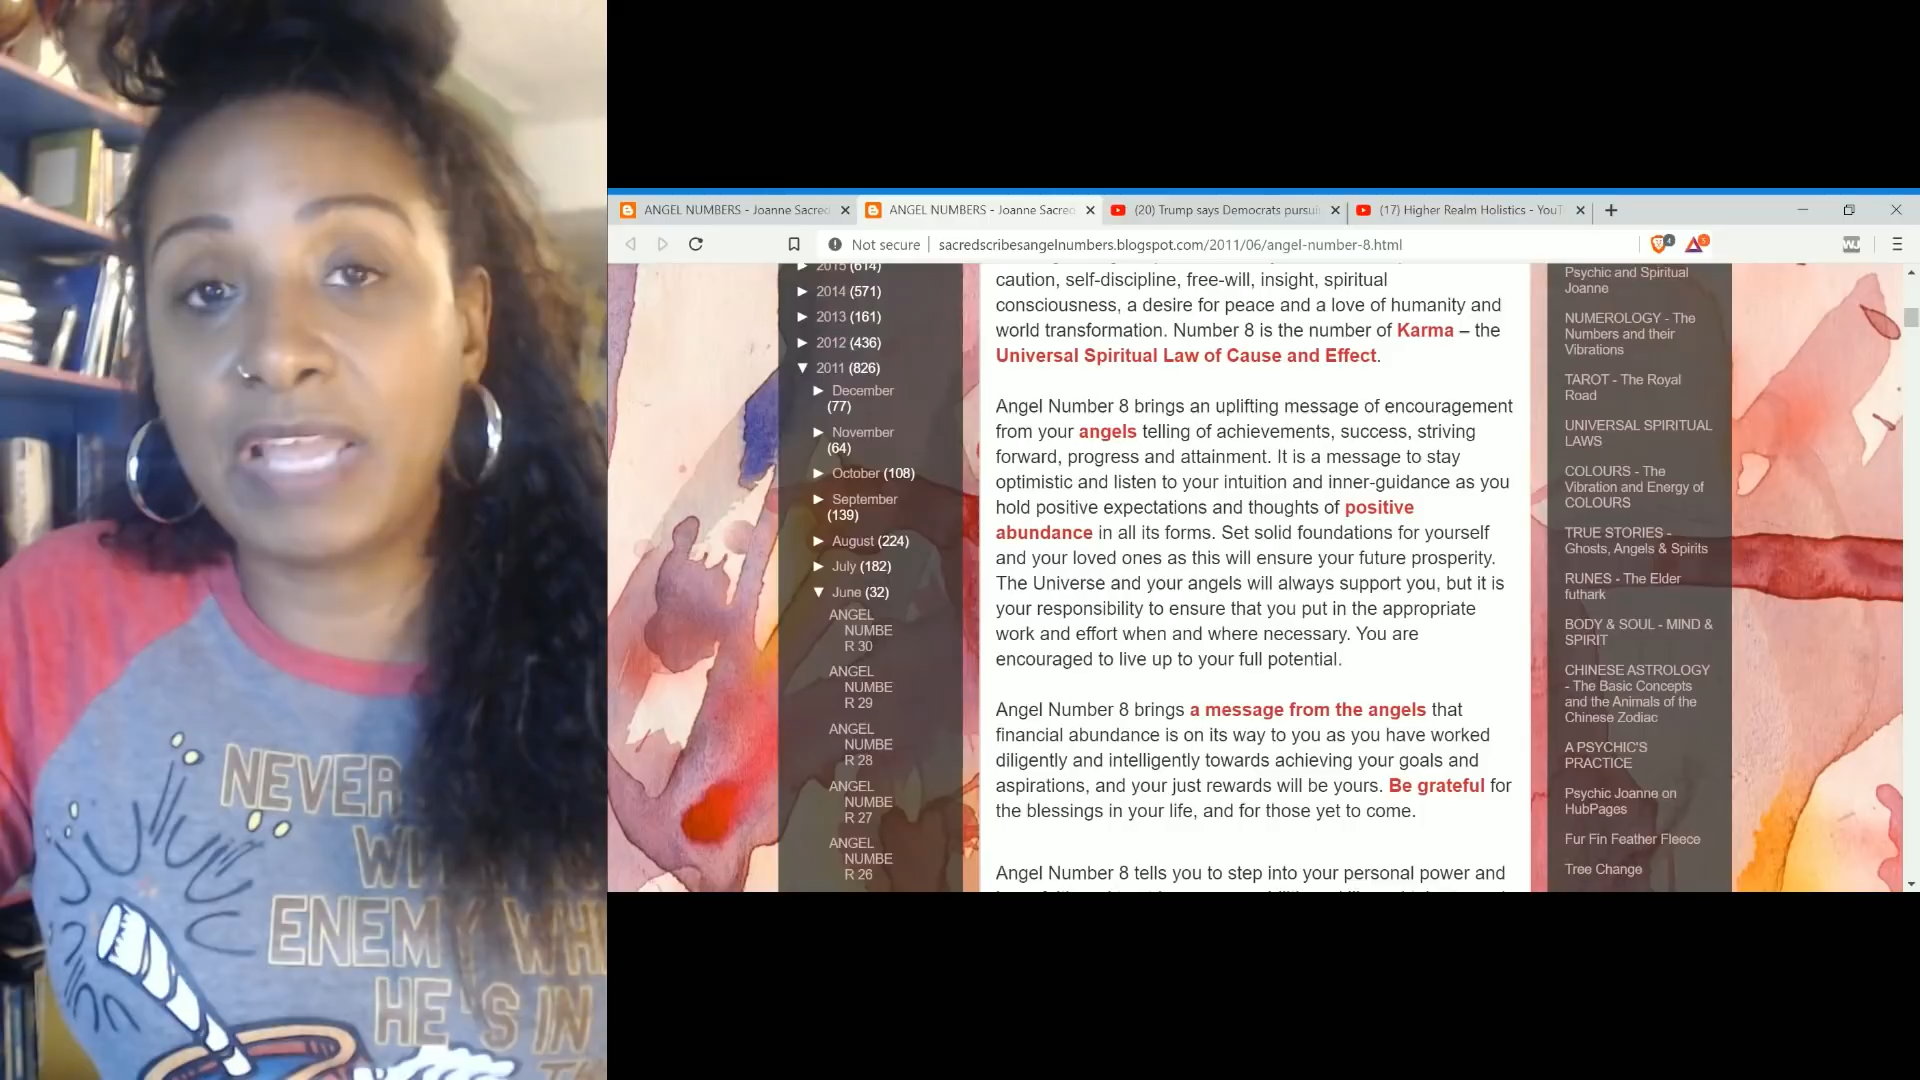 ANGEL NUMBERS - Joanne Sacred
ANGEL NUMBERS - Joanne Sacred
(20) Trump says Democrats pursui
(17) Higher Realm Holistics - YouT
Not secure | sacredscribesangelnumbers.blogspot.com/2011/06/angel-number-8.html
2015 (614)
2014 (571)
2013 (161)
2012 (436)
2011 (826)
December
(77)
November
(64)
October (108)
September
(139)
August (224)
July (182)
June (32)
ANGEL
NUMBE
R 30
ANGEL
NUMBE
R 29
ANGEL
NUMBE
R 28
ANGEL
NUMBE
R 27
ANGEL
NUMBE
R 26
caution, self-discipline, free-will, insight, spiritual
consciousness, a desire for peace and a love of humanity and
world transformation. Number 8 is the number of Karma – the
Universal Spiritual Law of Cause and Effect.
Angel Number 8 brings an uplifting message of encouragement
from your angels telling of achievements, success, striving
forward, progress and attainment. It is a message to stay
optimistic and listen to your intuition and inner-guidance as you
hold positive expectations and thoughts of positive
abundance in all its forms. Set solid foundations for yourself
and your loved ones as this will ensure your future prosperity.
The Universe and your angels will always support you, but it is
your responsibility to ensure that you put in the appropriate
work and effort when and where necessary. You are
encouraged to live up to your full potential.
Angel Number 8 brings a message from the angels that
financial abundance is on its way to you as you have worked
diligently and intelligently towards achieving your goals and
aspirations, and your just rewards will be yours. Be grateful for
the blessings in your life, and for those yet to come.
Angel Number 8 tells you to step into your personal power and
Psychic and Spiritual
Joanne
NUMEROLOGY - The
Numbers and their
Vibrations
TAROT - The Royal
Road
UNIVERSAL SPIRITUAL
LAWS
COLOURS - The
Vibration and Energy of
COLOURS
TRUE STORIES -
Ghosts, Angels & Spirits
RUNES - The Elder
futhark
BODY & SOUL - MIND &
SPIRIT
CHINESE ASTROLOGY
- The Basic Concepts
and the Animals of the
Chinese Zodiac
A PSYCHIC'S
PRACTICE
Psychic Joanne on
HubPages
Fur Fin Feather Fleece
Tree Change
NEVER
ENEMY WH
HE'S IN